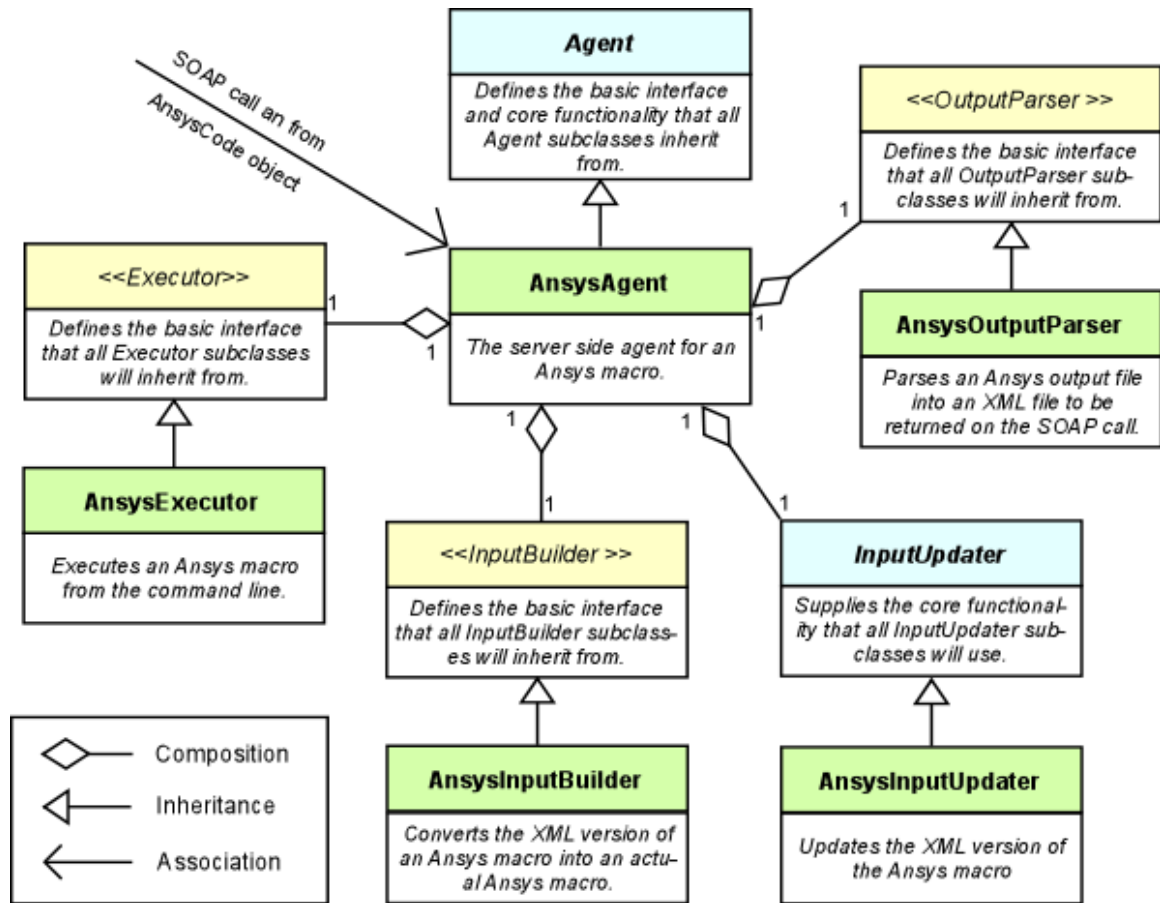 Agent
Defines the basic interface
and core functionality that all
Agent subclasses inherit
from.
SOAP call an from
AnsysCode object
<<OutputParser >>
Defines the basic interface
that all OutputParser sub-
classes will inherit from.
1
<<Executor>>
Defines the basic interface
that all Executor subclasses
will inherit from.
1
1
AnsysAgent
The server side agent for an
Ansys macro.
1
1
1
AnsysOutputParser
Parses an Ansys output file
into an XML file to be
returned on the SOAP call.
AnsysExecutor
Executes an Ansys macro
from the command line.
1
<<InputBuilder >>
Defines the basic interface
that all InputBuilder subclass-
es will inherit from.
1
InputUpdater
Supplies the core functional-
ity that all InputUpdater sub-
classes will use.
Composition
Inheritance
Association
AnsysInputBuilder
Converts the XML version of
an Ansys macro into an actu-
al Ansys macro.
AnsysInputUpdater
Updates the XML version of
the Ansys macro